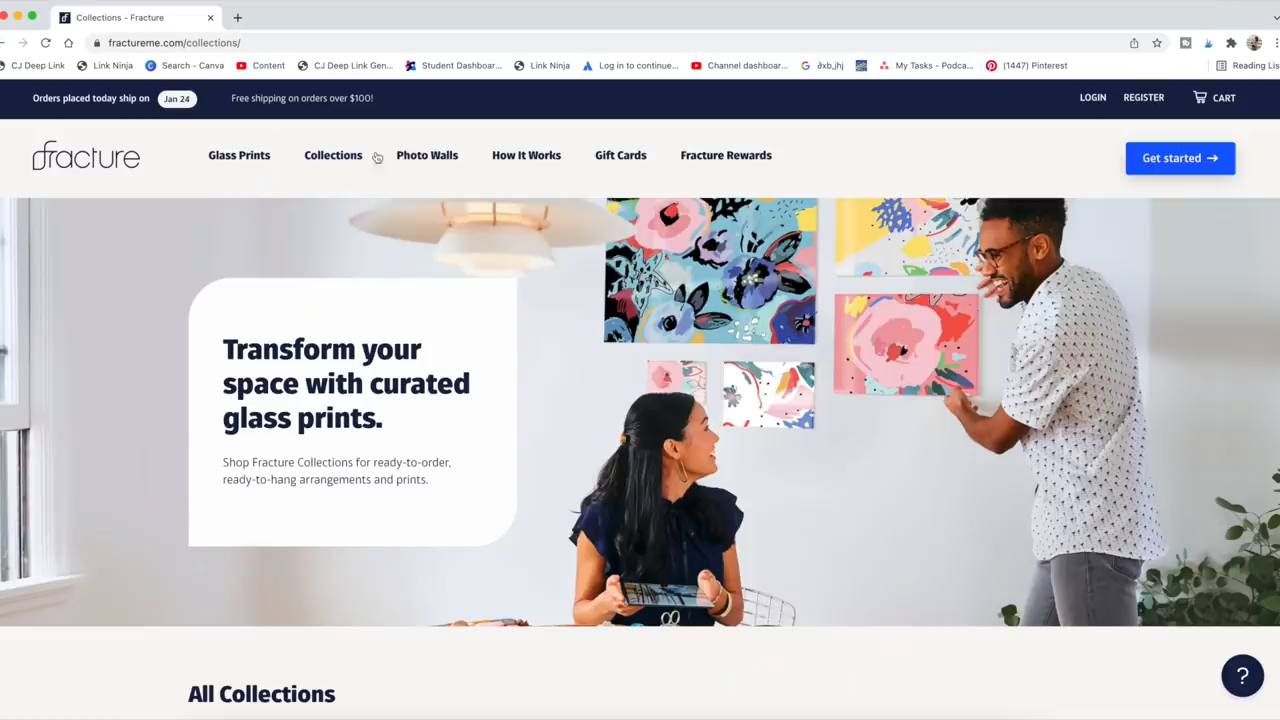 Collections - Fracture
fractureme.com/collections/
CJ Deep Link
Link Ninja
Search - Canva
Content
CJ Deep Link Gen...
Student Dashboar...
Link Ninja
Log in to continue...
Channel dashboar...
∂xb,jhj
My Tasks - Podca...
(1447) Pinterest
Reading Lis
Orders placed today ship on Jan 24
Free shipping on orders over $100!
LOGIN
REGISTER
CART
fracture
Glass Prints
Collections
Photo Walls
How It Works
Gift Cards
Fracture Rewards
Get started →
Transform your
space with curated
glass prints.
Shop Fracture Collections for ready-to-order,
ready-to-hang arrangements and prints.
All Collections
?